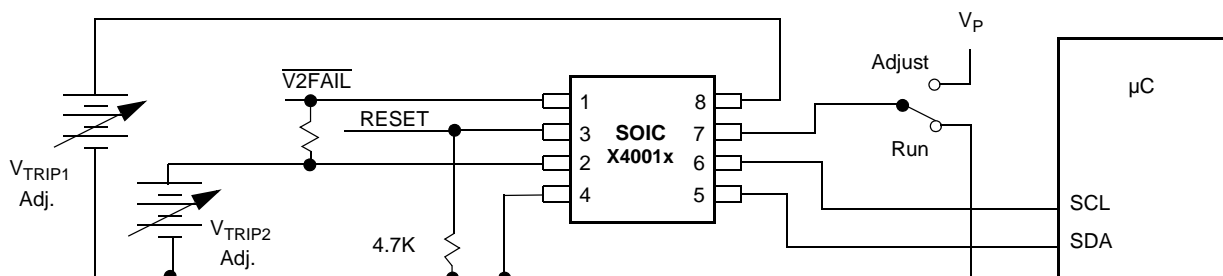 V_P
Adjust
V2FAIL
µC
1
8
RESET
3
SOIC
X4001x
7
Run
2
6
V_TRIP1
Adj.
4
5
SCL
V_TRIP2
Adj.
4.7K
SDA